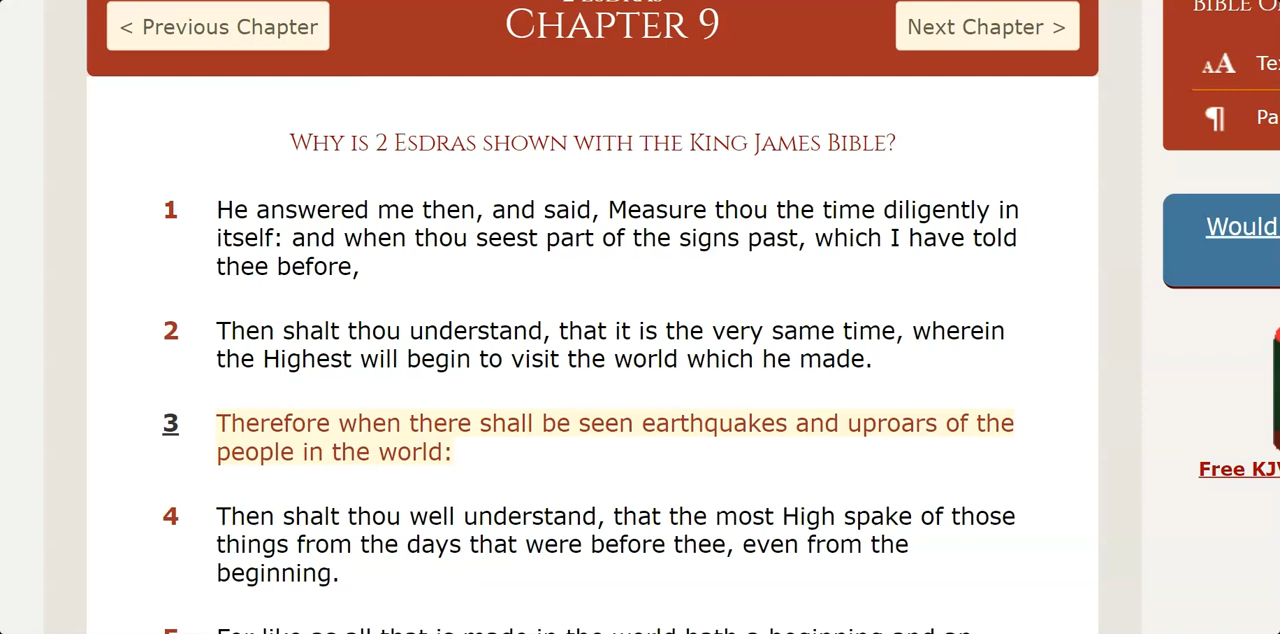 < Previous Chapter
CHAPTER 9
Next Chapter >
AA
¶
Would
Free
WHY IS 2 ESDRAS SHOWN WITH THE KING JAMES BIBLE?
1 He answered me then, and said, Measure thou the time diligently in
itself: and when thou seest part of the signs past, which I have told
thee before,
2 Then shalt thou understand, that it is the very same time, wherein
the Highest will begin to visit the world which he made.
3 Therefore when there shall be seen earthquakes and uproars of the
people in the world:
4 Then shalt thou well understand, that the most High spake of those
things from the days that were before thee, even from the
beginning.